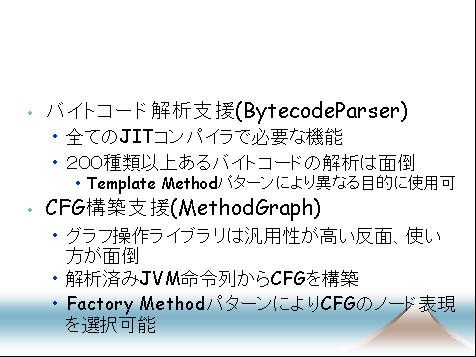 • バイトコード解析支援(BytecodeParser)
• 全てのJITコンパイラで必要な機能
• 200種類以上あるバイトコードの解析は面倒
• Template Methodパターンにより異なる目的に使用可
• CFG構築支援(MethodGraph)
• グラフ操作ライブラリは汎用性が高い反面、使い
方が面倒
• 解析済みJVM命令列からCFGを構築
• Factory MethodパターンによりCFGのノード表現
を選択可能